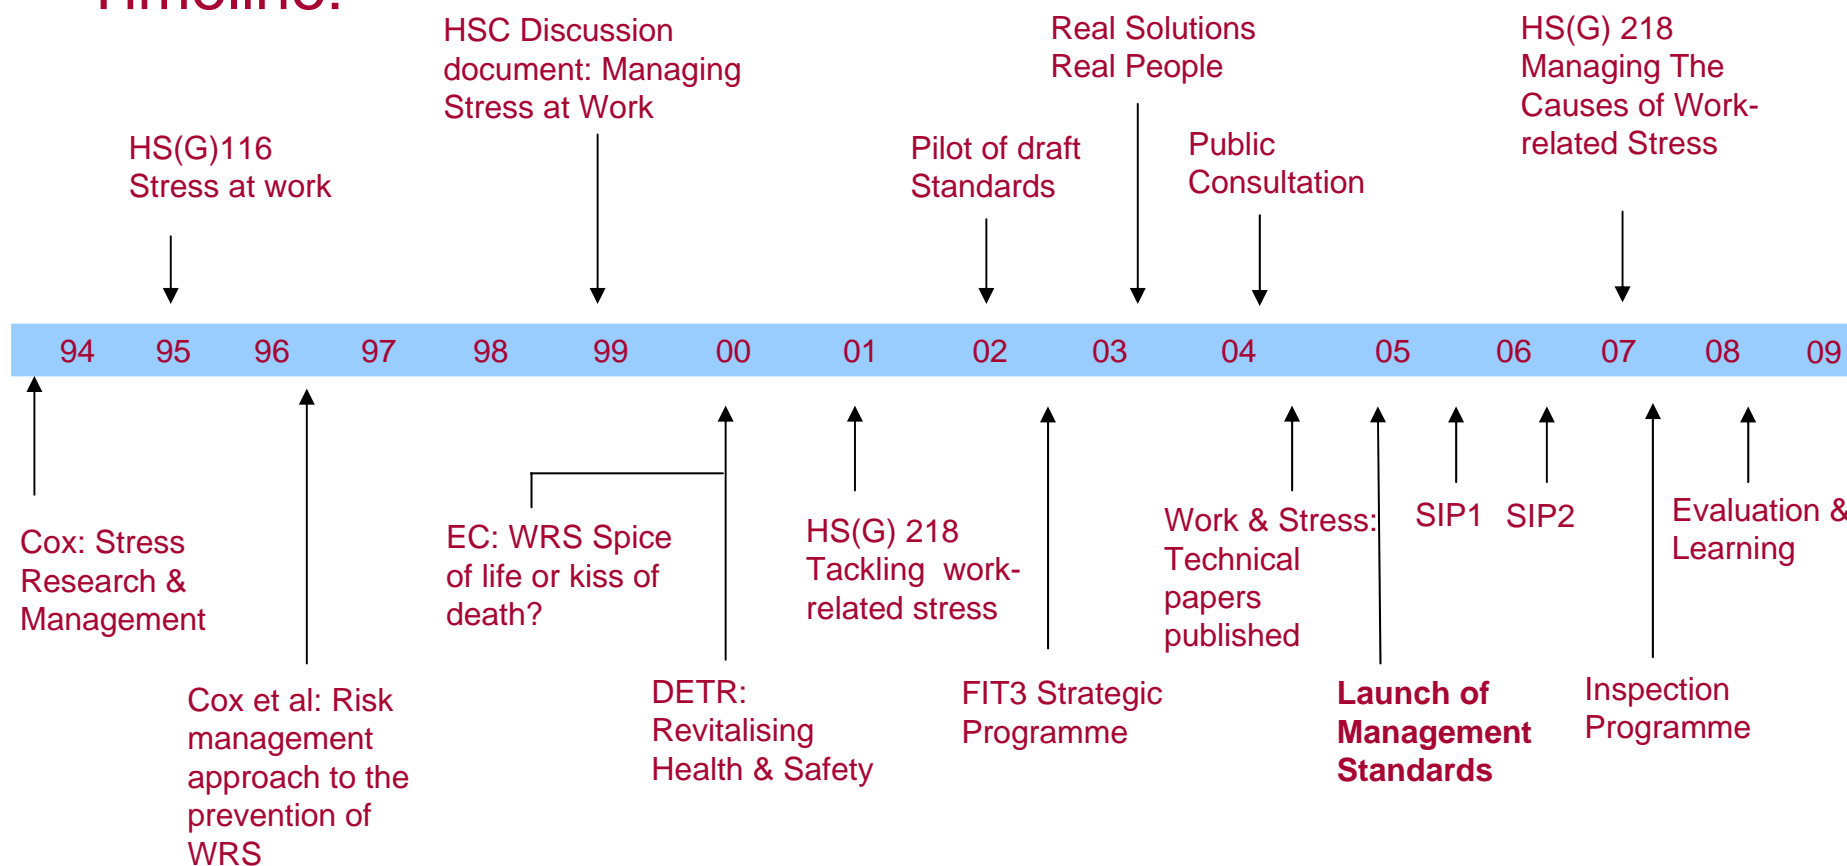 Timeline:
HSC Discussion
document: Managing
Stress at Work
Real Solutions
Real People
HS(G) 218
Managing The
Causes of Work-
related Stress
HS(G)116
Stress at work
Pilot of draft
Standards
Public
Consultation
94 95 96 97 98 99 00 01 02 03 04 05 06 07 08 09
Cox: Stress
Research &
Management
EC: WRS Spice
of life or kiss of
death?
HS(G) 218
Tackling work-
related stress
Work & Stress:
Technical
papers
published
SIP1
SIP2
Evaluation &
Learning
Cox et al: Risk
management
approach to the
prevention of
WRS
DETR:
Revitalising
Health & Safety
FIT3 Strategic
Programme
Launch of
Management
Standards
Inspection
Programme